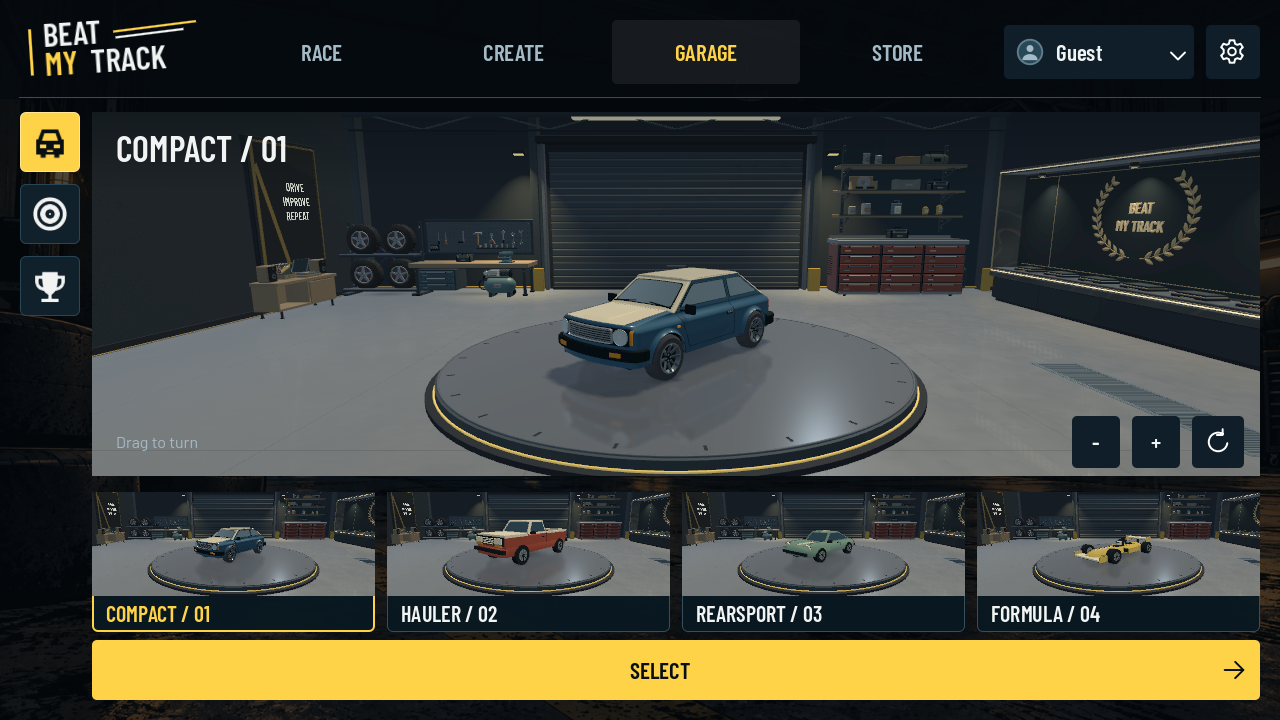 BEAT
MY TRACK
RACE
CREATE
GARAGE
STORE
Guest
COMPACT / 01
DRIVE
IMPROVE
REPEAT
BEAT
MY TRACK
Drag to turn
-
+
COMPACT / 01
HAULER / 02
REARSPORT / 03
FORMULA / 04
SELECT